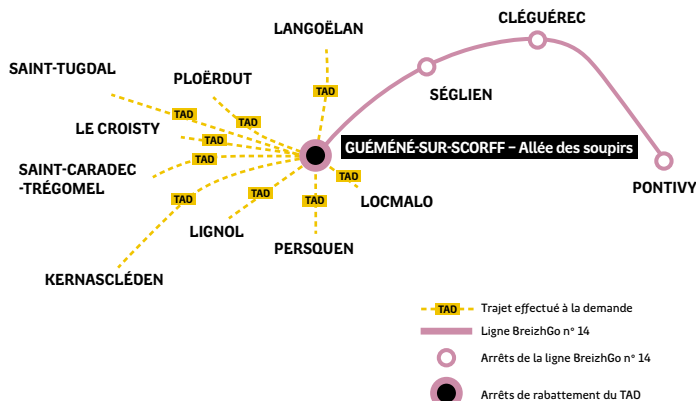 CLÉGUÉREC
LANGOËLAN
SAINT-TUGDAL
PLOËRDUT
TAD
SÉGLIEN
TAD
TAD
LE CROISTY
TAD
GUÉMÉNÉ-SUR-SCORFF – Allée des soupirs
TAD
SAINT-CARADEC
-TRÉGOMEL
TAD
PONTIVY
TAD
TAD
TAD
LOCMALO
LIGNOL
PERSQUEN
KERNASCLÉDEN
TAD Trajet effectué à la demande
Ligne BreizhGo n° 14
Arrêts de la ligne BreizhGo n° 14
Arrêts de rabattement du TAD